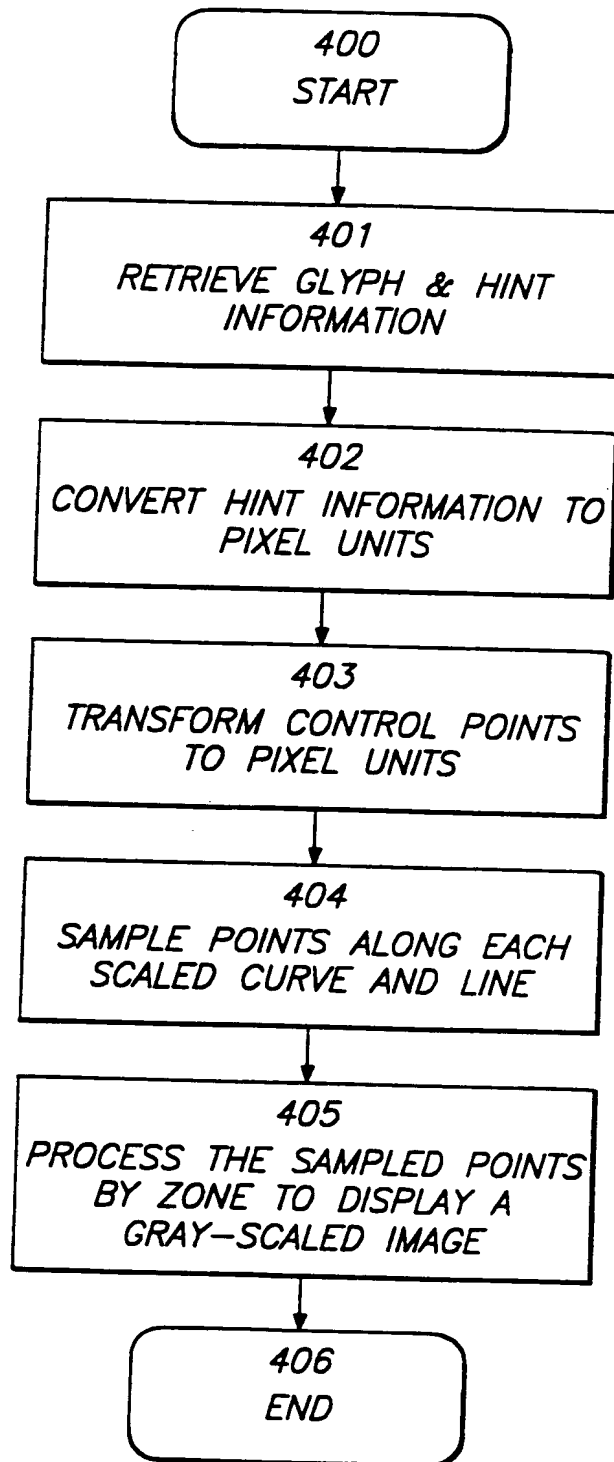 400
START
401
RETRIEVE GLYPH & HINT
INFORMATION
402
CONVERT HINT INFORMATION TO
PIXEL UNITS
403
TRANSFORM CONTROL POINTS
TO PIXEL UNITS
404
SAMPLE POINTS ALONG EACH
SCALED CURVE AND LINE
405
PROCESS THE SAMPLED POINTS
BY ZONE TO DISPLAY A
GRAY-SCALED IMAGE
406
END